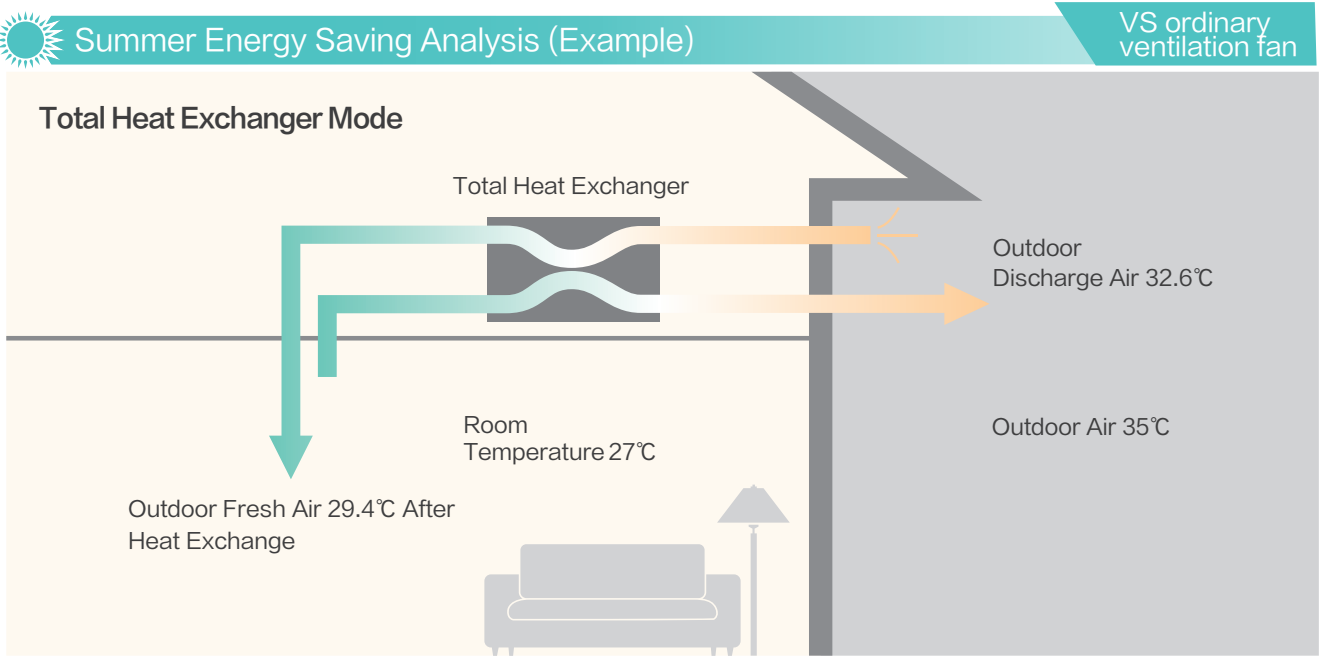 Summer Energy Saving Analysis (Example)
VS ordinary
ventilation fan
Total Heat Exchanger Mode
Total Heat Exchanger
Outdoor
Discharge Air 32.6℃
Room
Temperature 27℃
Outdoor Air 35℃
Outdoor Fresh Air 29.4℃ After
Heat Exchange